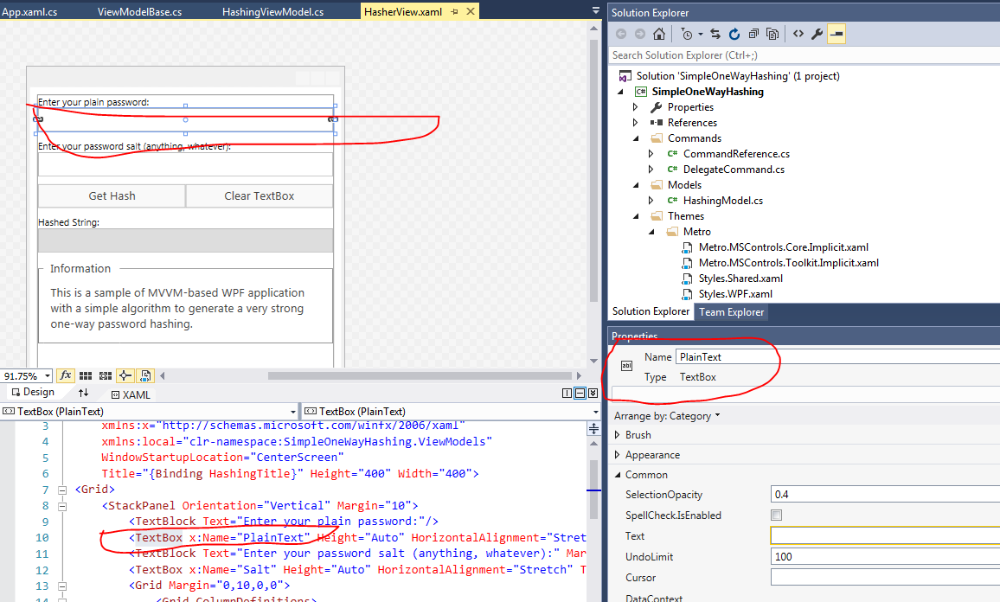 App.xaml.cs ViewModelBase.cs HashingViewModel.cs HasherView.xaml
Enter your plain password:
Enter your password salt (anything, whatever):
Get Hash Clear TextBox
Hashed String:
Information
This is a sample of MVVM-based WPF application
with a simple algorithm to generate a very strong
one-way password hashing.
91.75%
Design XAML
TextBox (PlainText) TextBox (PlainText)
3 xmlns:x="http://schemas.microsoft.com/winfx/2006/xaml"
4 xmlns:local="clr-namespace:SimpleOneWayHashing.ViewModels"
5 WindowStartupLocation="CenterScreen"
6 Title="{Binding HashingTitle}" Height="400" Width="400">
7 <Grid>
8 <StackPanel Orientation="Vertical" Margin="10">
9 <TextBlock Text="Enter your plain password:"/>
10 <TextBox x:Name="PlainText" Height="Auto" HorizontalAlignment="Stret
11 <TextBlock Text="Enter your password salt (anything, whatever):" Mar
12 <TextBox x:Name="Salt" Height="Auto" HorizontalAlignment="Stretch" T
13 <Grid Margin="0,10,0,0">
14 <Grid.ColumnDefinitions>
Solution Explorer
Search Solution Explorer (Ctrl+;)
Solution 'SimpleOneWayHashing' (1 project)
C# SimpleOneWayHashing
Properties
References
Commands
C# CommandReference.cs
C# DelegateCommand.cs
Models
C# HashingModel.cs
Themes
Metro
Metro.MSControls.Core.Implicit.xaml
Metro.MSControls.Toolkit.Implicit.xaml
Styles.Shared.xaml
Styles.WPF.xaml
Solution Explorer Team Explorer
Properties
Name PlainText
abl
Type TextBox
Arrange by: Category
Brush
Appearance
Common
SelectionOpacity 0.4
SpellCheck.IsEnabled
Text
UndoLimit 100
Cursor
DataContext